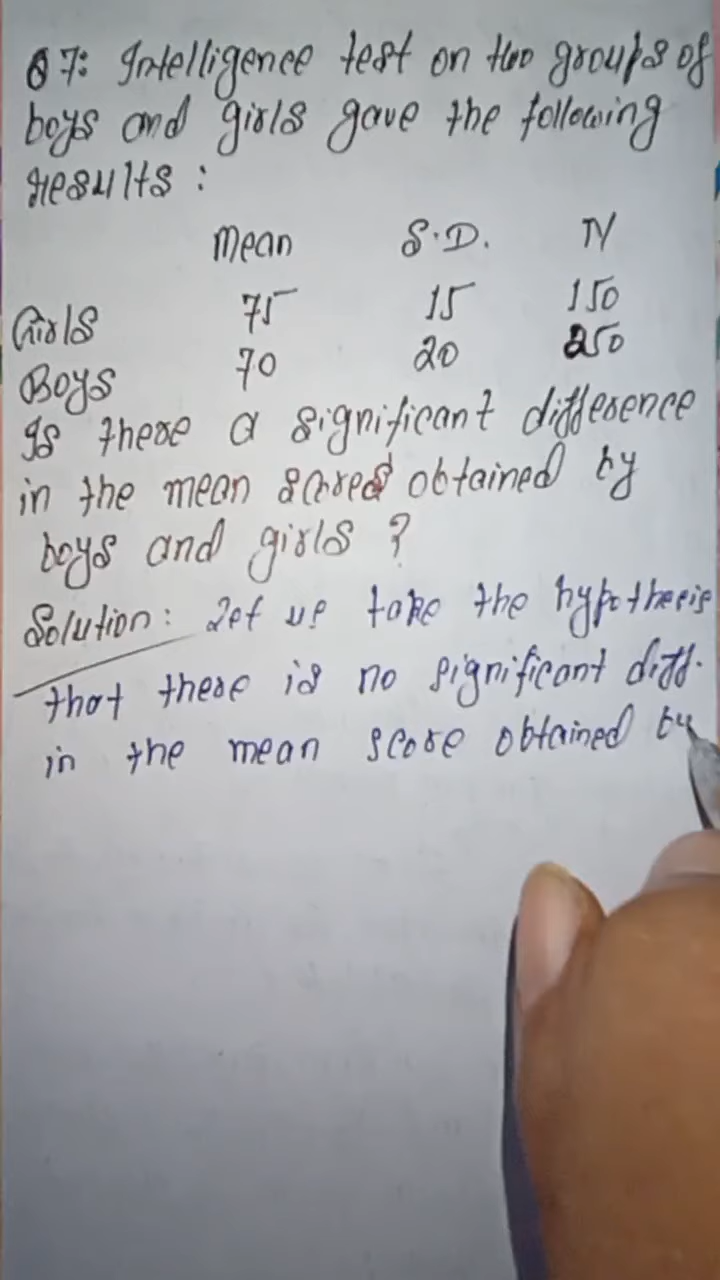 Q7: Intelligence test on two groups of
boys and girls gave the following
results:
Mean S.D. N
Girls 75 15 150
Boys 70 20 250
Is there a significant difference
in the mean scores obtained by
boys and girls?
Solution: Let us take the hypothesis
that there is no significant diff.
in the mean score obtained by